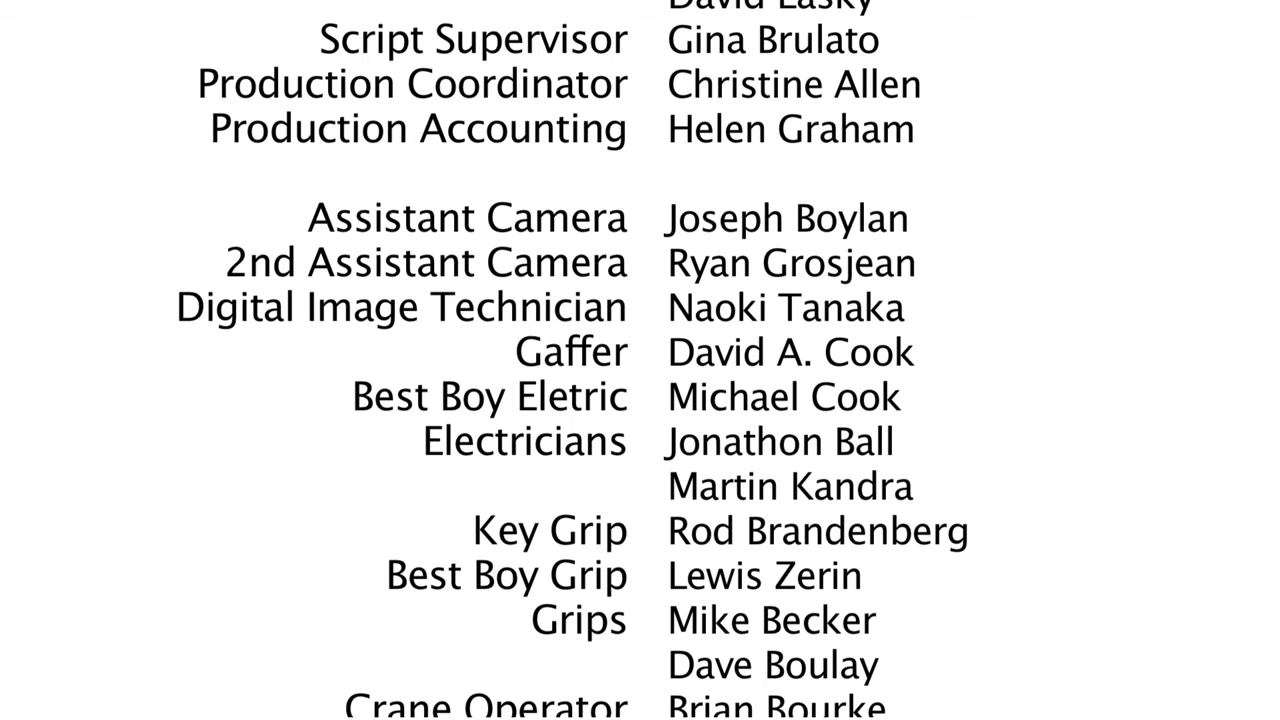 David Lasky
Script Supervisor Gina Brulato
Production Coordinator Christine Allen
Production Accounting Helen Graham
Assistant Camera Joseph Boylan
2nd Assistant Camera Ryan Grosjean
Digital Image Technician Naoki Tanaka
Gaffer David A. Cook
Best Boy Eletric Michael Cook
Electricians Jonathon Ball
Martin Kandra
Key Grip Rod Brandenberg
Best Boy Grip Lewis Zerin
Grips Mike Becker
Dave Boulay
Crane Operator Brian Bourke